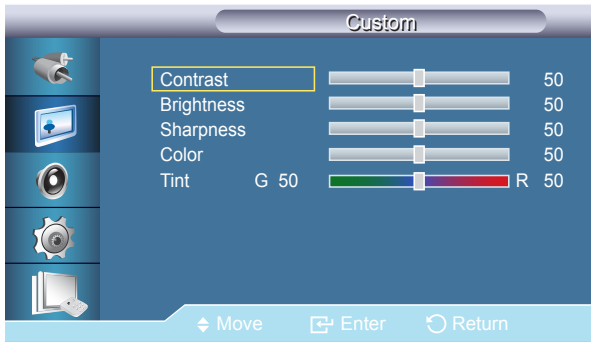 Custom
Contrast 50
Brightness 50
Sharpness 50
Color 50
Tint G 50 R 50
Move Enter Return